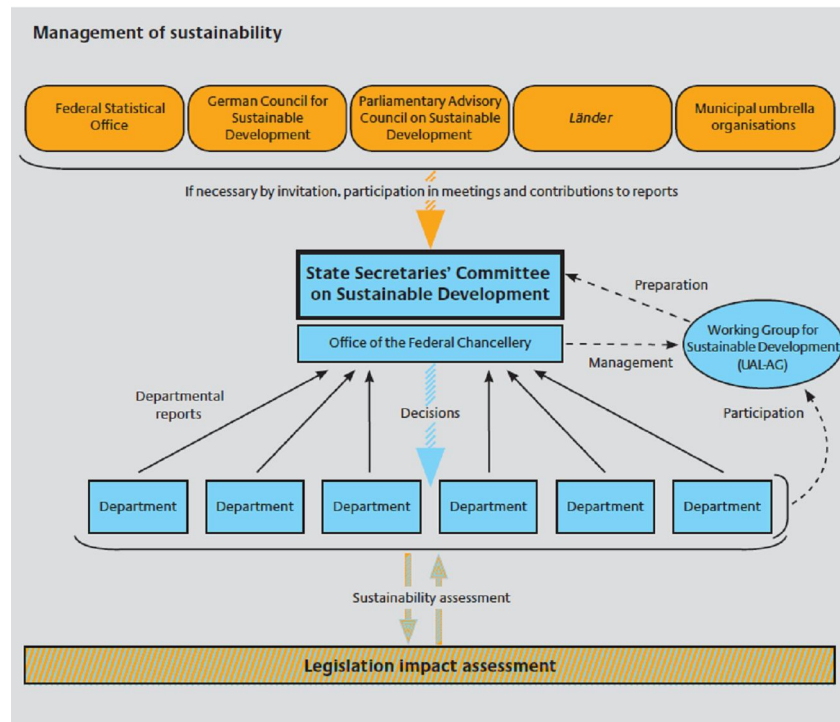 Management of sustainability
Federal Statistical
Office
German Council for
Sustainable
Development
Parliamentary Advisory
Council on Sustainable
Development
Länder
Municipal umbrella
organisations
If necessary by invitation, participation in meetings and contributions to reports
State Secretaries' Committee
on Sustainable Development
Preparation
Office of the Federal Chancellery
Working Group for
Sustainable Development
(UAL-AG)
Management
Departmental
reports
Decisions
Participation
Department
Department
Department
Department
Department
Department
Sustainability assessment
Legislation impact assessment